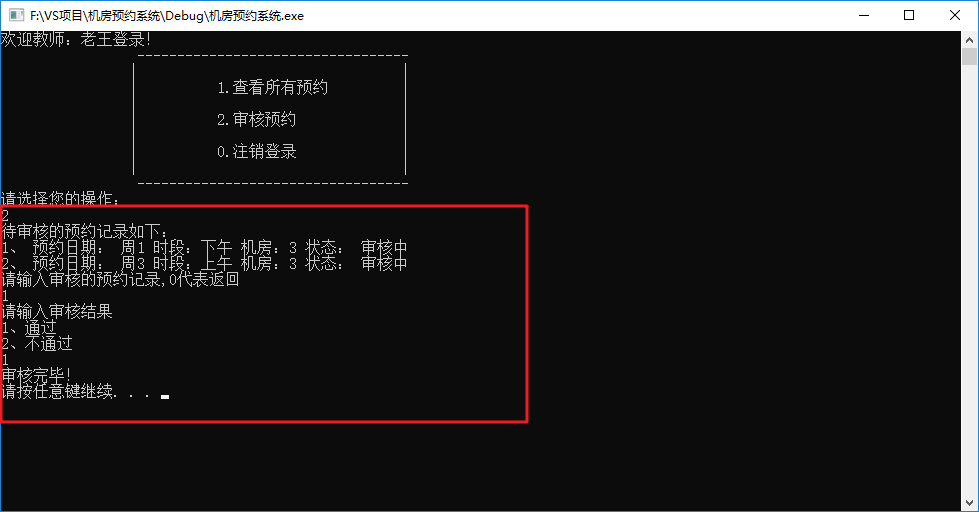 F:\VS项目\机房预约系统\Debug\机房预约系统.exe
欢迎教师：老王登录!
----------------------------------
1.查看所有预约
2.审核预约
0.注销登录
----------------------------------
请选择您的操作：
2
待审核的预约记录如下：
1、 预约日期： 周1 时段：下午 机房：3 状态： 审核中
2、 预约日期： 周3 时段：上午 机房：3 状态： 审核中
请输入审核的预约记录,0代表返回
1
请输入审核结果
1、通过
2、不通过
1
审核完毕!
请按任意键继续. . .